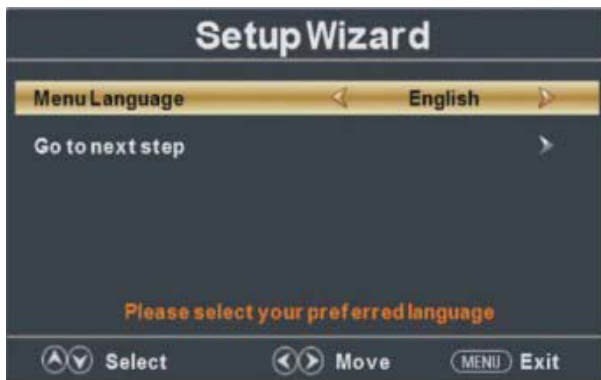 Setup Wizard
Menu Language English
Go to next step
Please select your preferred language
Select Move MENU Exit